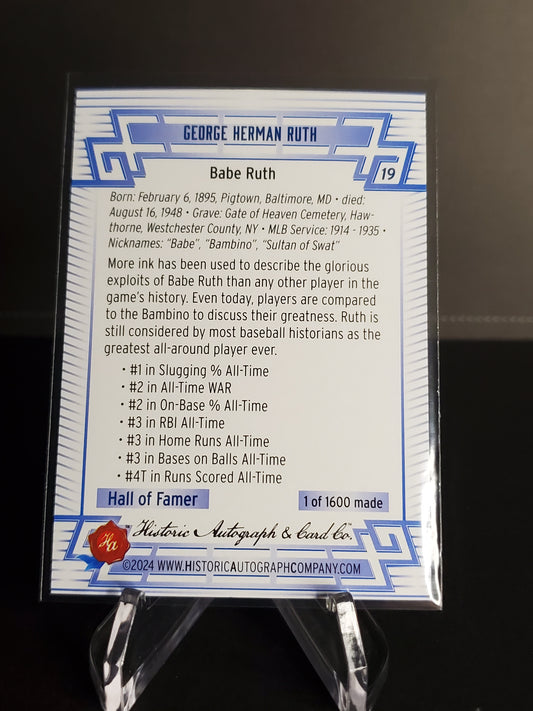 GEORGE HERMAN RUTH
Babe Ruth
19
Born: February 6, 1895, Pigtown, Baltimore, MD • died:
August 16, 1948 • Grave: Gate of Heaven Cemetery, Haw-
thorne, Westchester County, NY • MLB Service: 1914 - 1935 •
Nicknames: "Babe", "Bambino", "Sultan of Swat"
More ink has been used to describe the glorious
exploits of Babe Ruth than any other player in the
game's history. Even today, players are compared
to the Bambino to discuss their greatness. Ruth is
still considered by most baseball historians as the
greatest all-around player ever.
• #1 in Slugging % All-Time
• #2 in All-Time WAR
• #2 in On-Base % All-Time
• #3 in RBI All-Time
• #3 in Home Runs All-Time
• #3 in Bases on Balls All-Time
• #4T in Runs Scored All-Time
Hall of Famer
1 of 1600 made
HA
Historic Autograph & Card Co.™
©2024 WWW.HISTORICAUTOGRAPHCOMPANY.COM